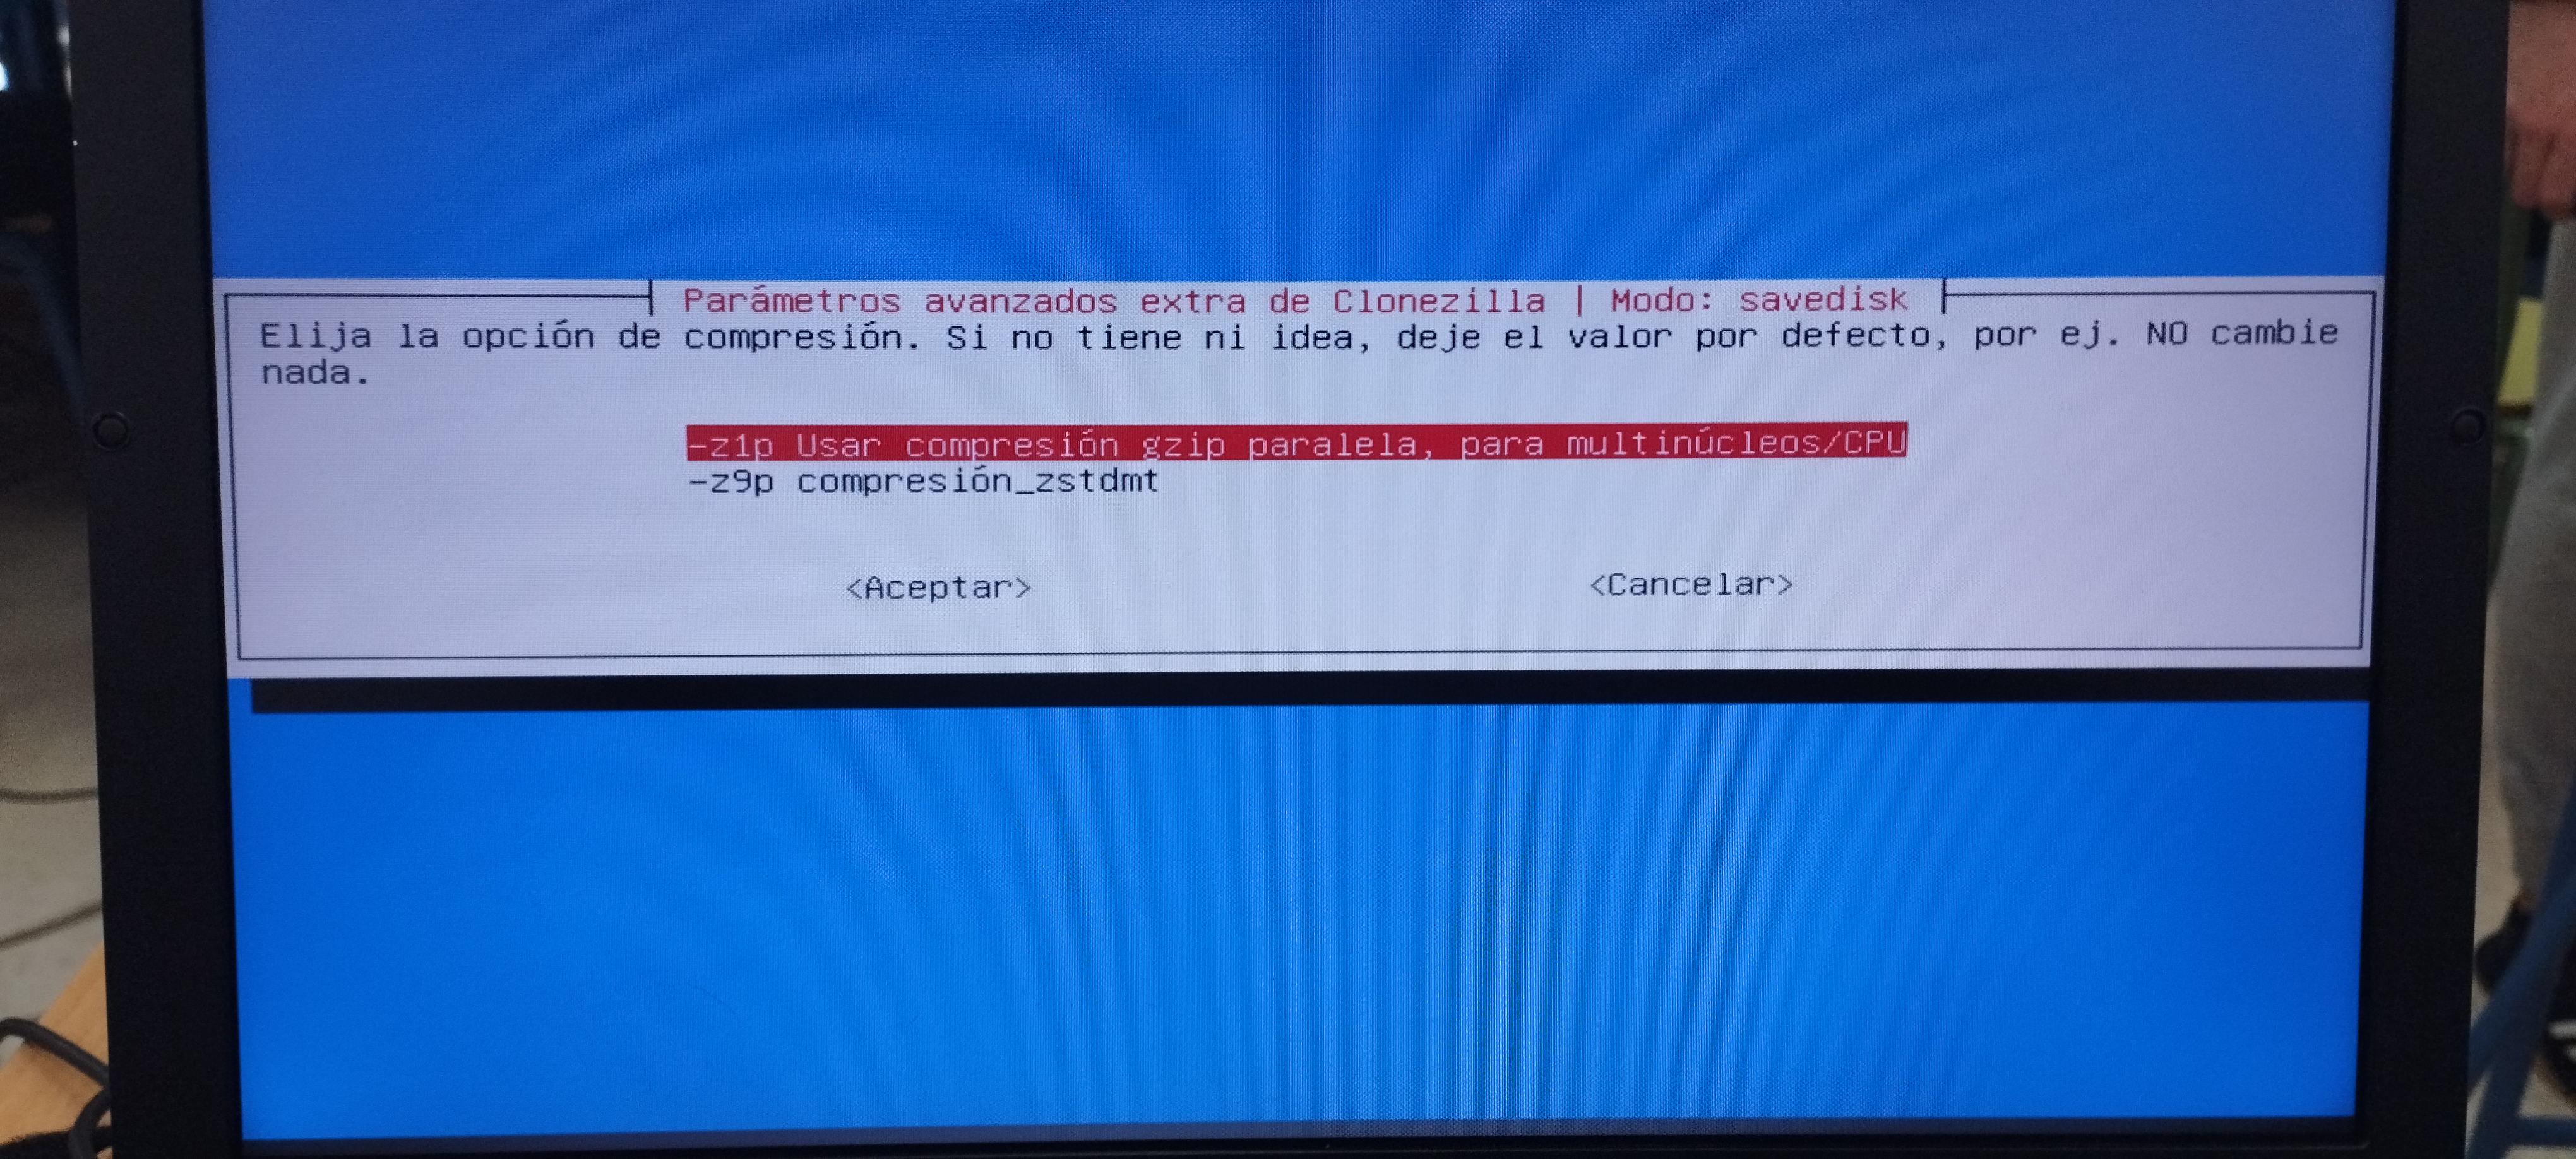 Parámetros avanzados extra de Clonezilla | Modo: savedisk
Elija la opción de compresión. Si no tiene ni idea, deje el valor por defecto, por ej. NO cambie
nada.
-z1p Usar compresión gzip paralela, para multinúcleos/CPU
-z9p compresión_zstdmt
<Aceptar> <Cancelar>